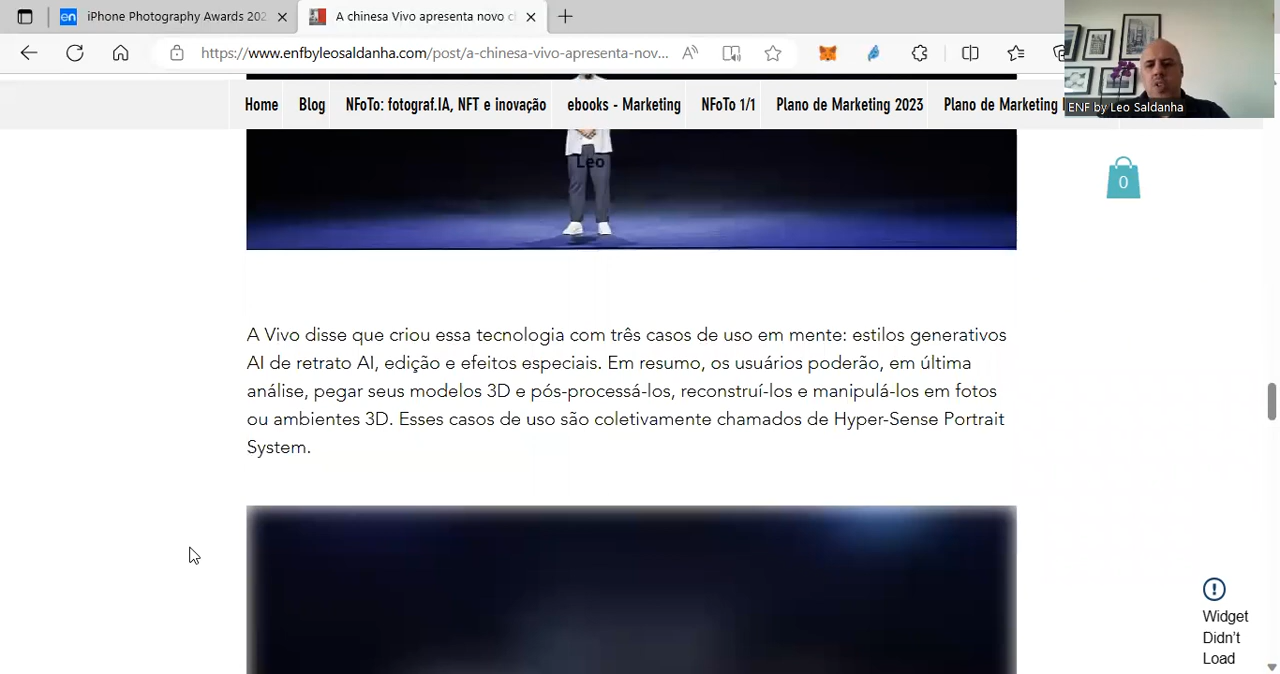 iPhone Photography Awards 202
A chinesa Vivo apresenta novo c
https://www.enfbyleosaldanha.com/post/a-chinesa-vivo-apresenta-nov...
ENF by Leo Saldanha
Home
Blog
NFoTo: fotograf.IA, NFT e inovação
ebooks - Marketing
NFoTo 1/1
Plano de Marketing 2023
Plano de Marketing
Leo
0
A Vivo disse que criou essa tecnologia com três casos de uso em mente: estilos generativos
AI de retrato AI, edição e efeitos especiais. Em resumo, os usuários poderão, em última
análise, pegar seus modelos 3D e pós-processá-los, reconstruí-los e manipulá-los em fotos
ou ambientes 3D. Esses casos de uso são coletivamente chamados de Hyper-Sense Portrait
System.
Widget
Didn't
Load